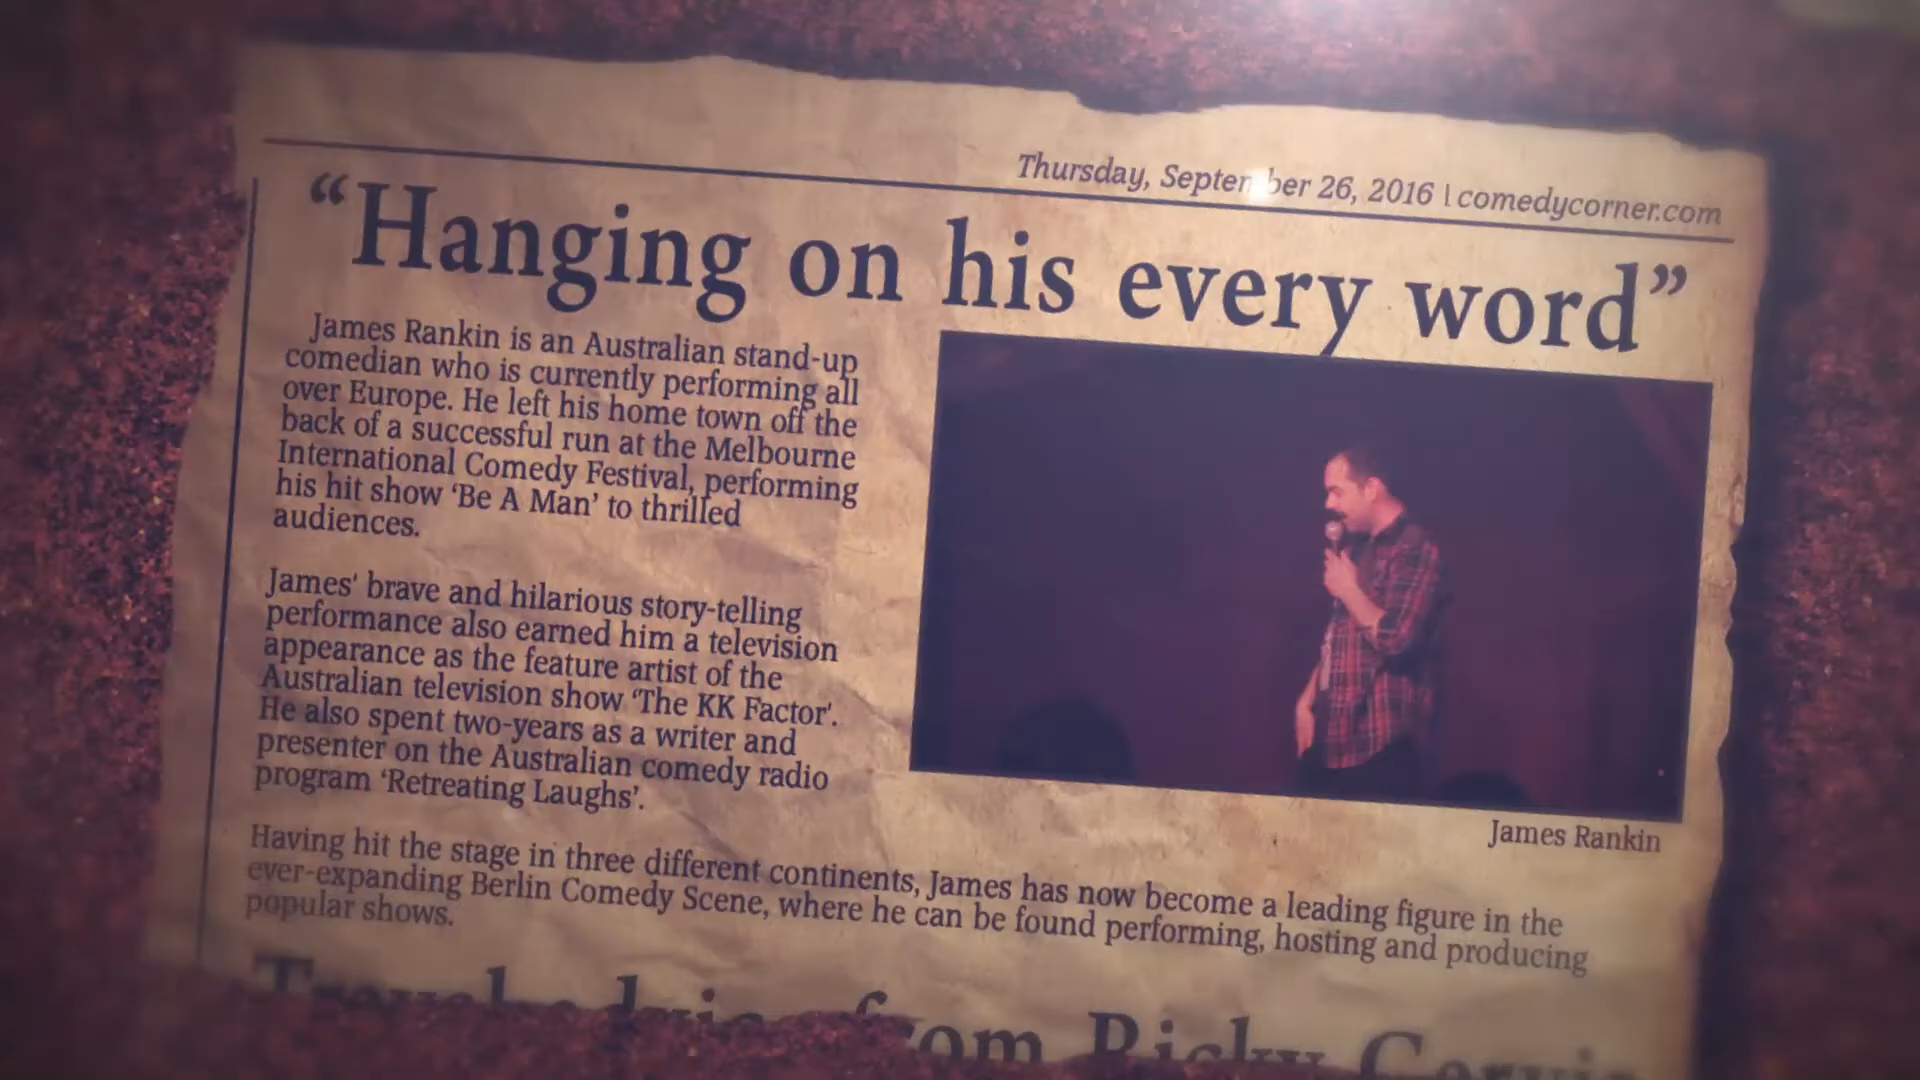 Thursday, September 26, 2016 | comedycorner.com
“Hanging on his every word”
James Rankin is an Australian stand-up
comedian who is currently performing all
over Europe. He left his home town off the
back of a successful run at the Melbourne
International Comedy Festival, performing
his hit show ‘Be A Man’ to thrilled
audiences.
James' brave and hilarious story-telling
performance also earned him a television
appearance as the feature artist of the
Australian television show ‘The KK Factor’.
He also spent two-years as a writer and
presenter on the Australian comedy radio
program ‘Retreating Laughs’.
James Rankin
Having hit the stage in three different continents, James has now become a leading figure in the
ever-expanding Berlin Comedy Scene, where he can be found performing, hosting and producing
popular shows.
from Ricky